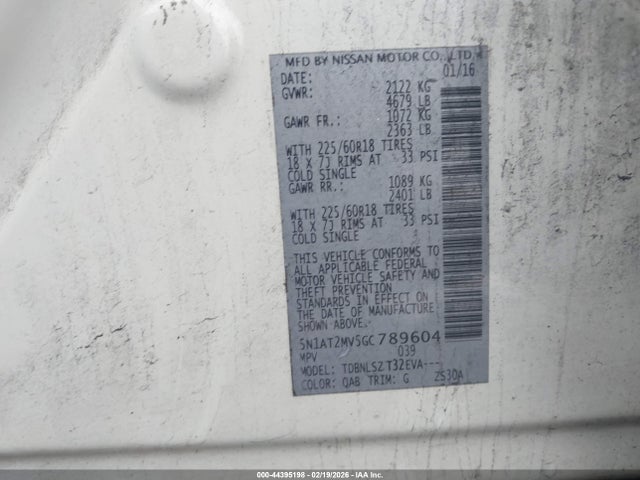 MFD BY NISSAN MOTOR CO., LTD
DATE: 01/16
GVWR: 2122 KG
4679 LB
GAWR FR.: 1072 KG
2363 LB
WITH 225/60R18 TIRES
18 X 7J RIMS AT 33 PSI
COLD SINGLE
GAWR RR.: 1089 KG
2401 LB
WITH 225/60R18 TIRES
18 X 7J RIMS AT 33 PSI
COLD SINGLE
THIS VEHICLE CONFORMS TO
ALL APPLICABLE FEDERAL
MOTOR VEHICLE SAFETY AND
THEFT PREVENTION
STANDARDS IN EFFECT ON
THE DATE OF MANUFACTURE
SHOWN ABOVE.
5N1AT2MV5GC789604
MPV 039
MODEL: TDBNLSZ T32EVA---
COLOR: QAB TRIM: G ZS30A
000-44395198 - 02/19/2026 - IAA Inc.